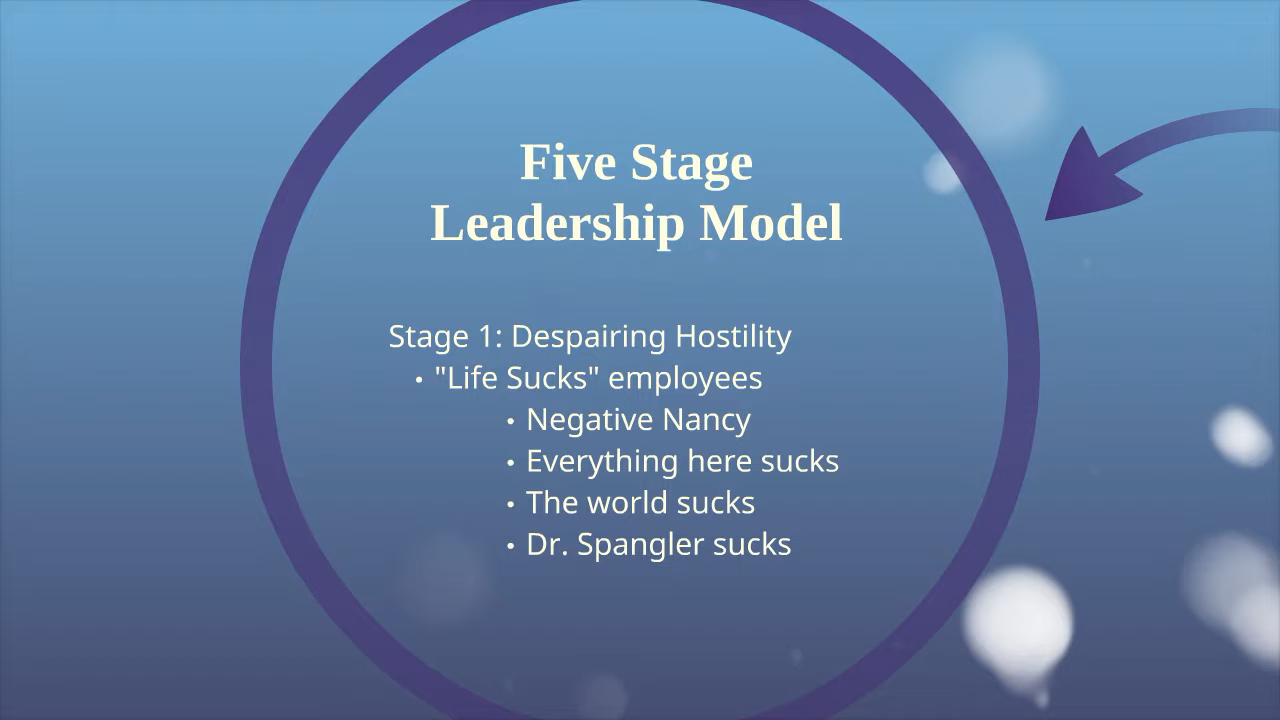 Five Stage
Leadership Model
Stage 1: Despairing Hostility
• "Life Sucks" employees
• Negative Nancy
• Everything here sucks
• The world sucks
• Dr. Spangler sucks